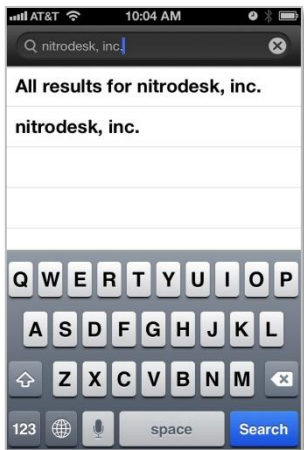 AT&T 10:04 AM
nitrodesk, inc.
All results for nitrodesk, inc.
nitrodesk, inc.
Q W E R T Y U I O P
A S D F G H J K L
Z X C V B N M
123 space Search